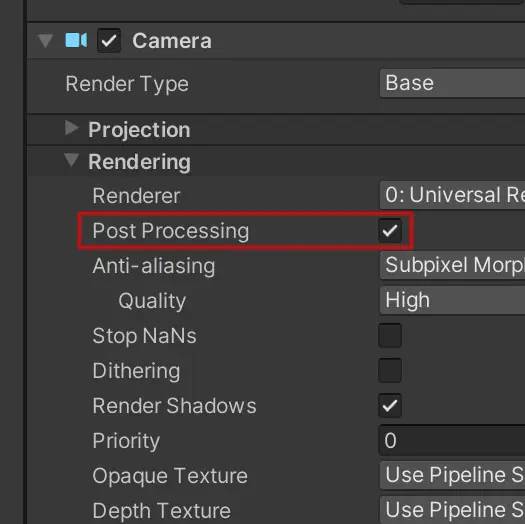 Camera
Render Type Base
Projection
Rendering
Renderer 0: Universal Re
Post Processing
Anti-aliasing Subpixel Morp
Quality High
Stop NaNs
Dithering
Render Shadows
Priority 0
Opaque Texture Use Pipeline S
Depth Texture Use Pipeline S